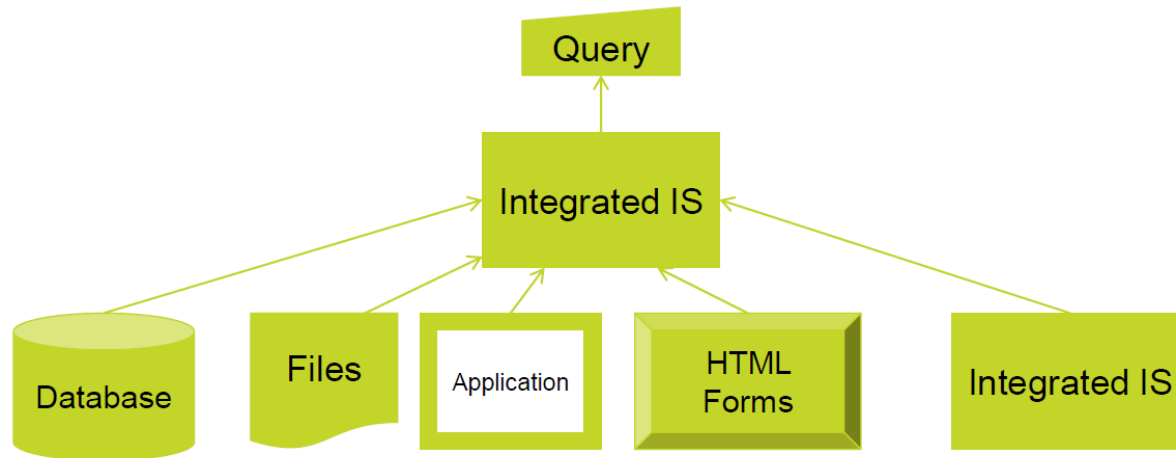 Query
Integrated IS
Database
Files
Application
HTML
Forms
Integrated IS